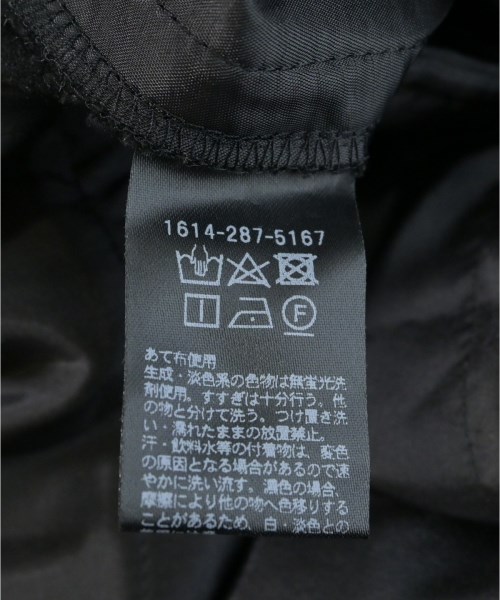 1614-287-5167
F
あて布使用
生成・淡色系の色物は無蛍光洗
剤使用。すすぎは十分行う。他
の物と分けて洗う。つけ置き洗
い・濡れたままの放置禁止。
汗・飲料水等の付着物は、変色
の原因となる場合があるので速
やかに洗い流す。濃色の場合、
摩擦により他の物へ色移りする
ことがあるため、白・淡色との